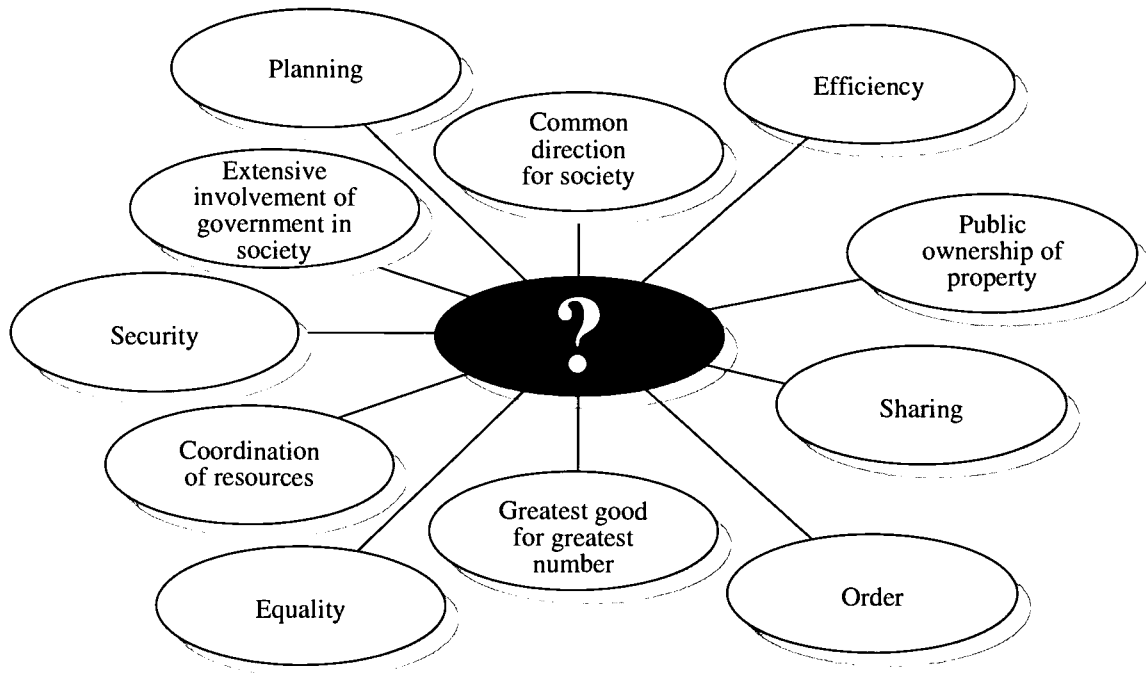 Planning
Efficiency
Common
direction
for society
Extensive
involvement of
government in
society
Public
ownership of
property
Security
?
Sharing
Coordination
of resources
Greatest good
for greatest
number
Equality
Order